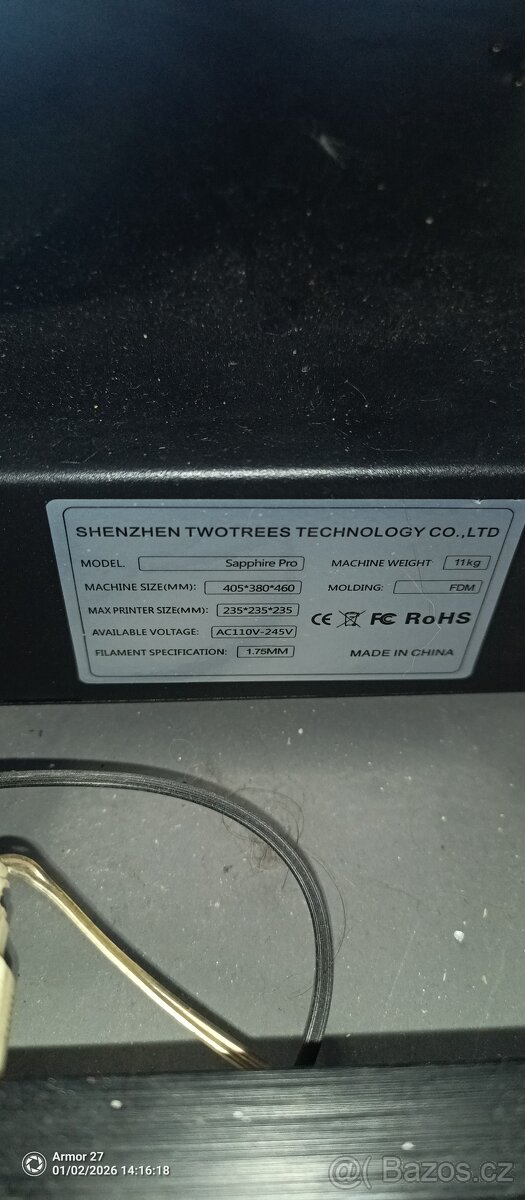 SHENZHEN TWOTREES TECHNOLOGY CO.,LTD
MODEL. Sapphire Pro MACHINE WEIGHT 11kg
MACHINE SIZE(MM): 405*380*460 MOLDING: FDM
MAX PRINTER SIZE(MM): 235*235*235
AVAILABLE VOLTAGE: AC110V-245V CE FC RoHS
FILAMENT SPECIFICATION: 1.75MM MADE IN CHINA
Armor 27
01/02/2026 14:16:18
Bazos.cz